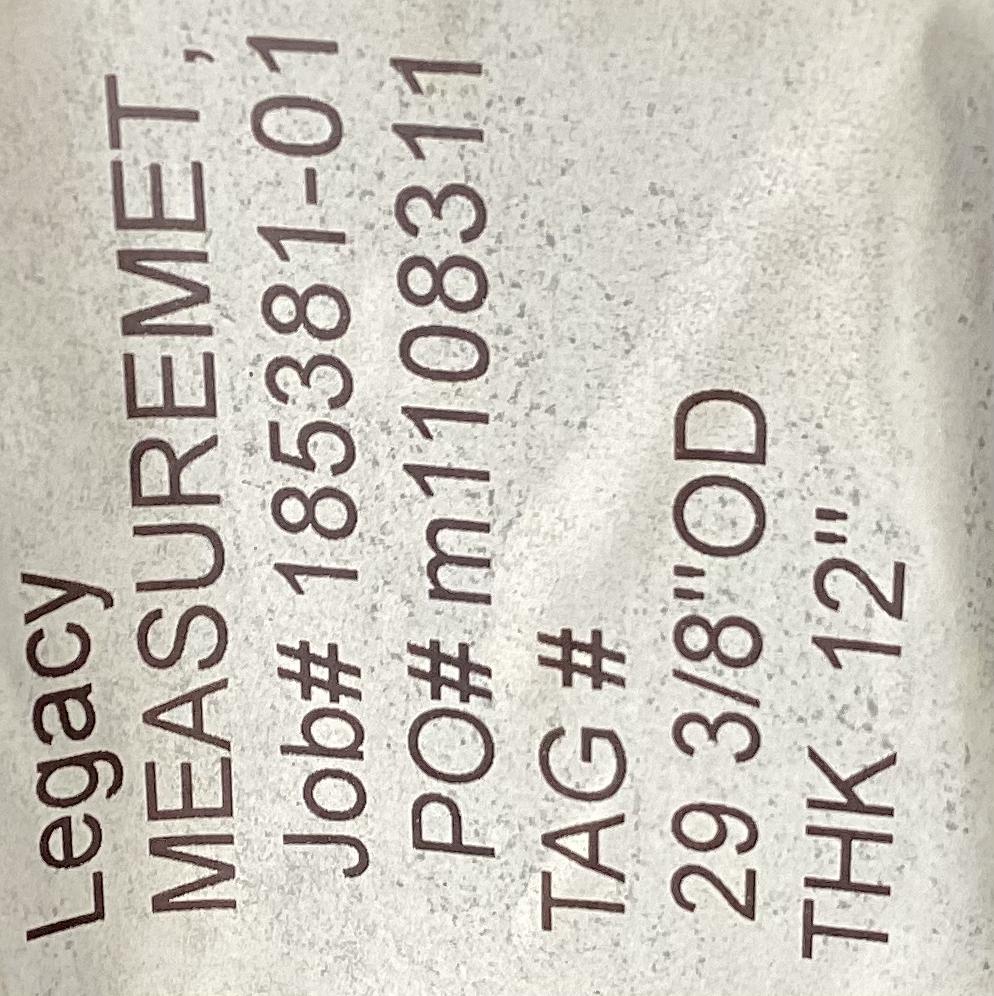 Legacy
MEASUREMET,
Job# 185381-01
PO# m1108311
TAG #
29 3/8"OD
THK 12"